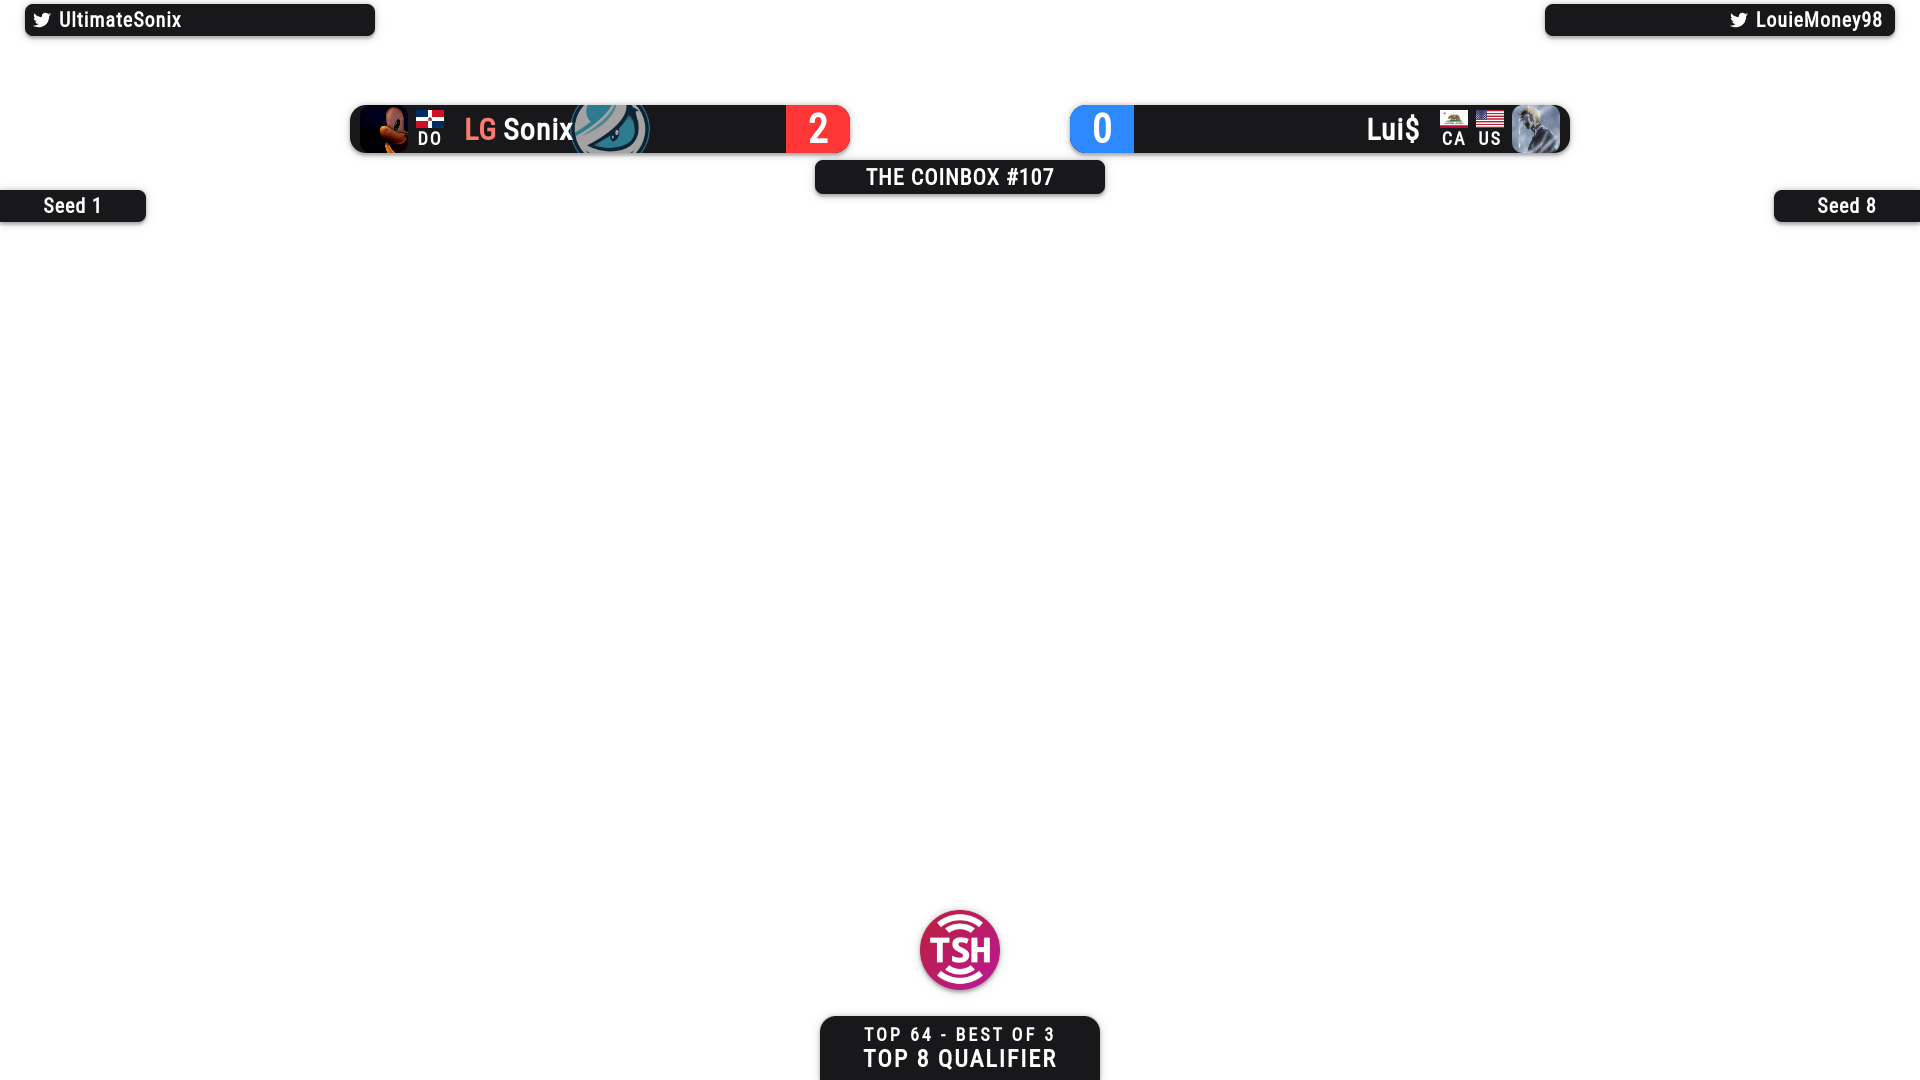 UltimateSonix
LouieMoney98
DO
LG Sonix
2
0
Lui$
CA
US
THE COINBOX #107
Seed 1
Seed 8
TSH
TOP 64 - BEST OF 3
TOP 8 QUALIFIER